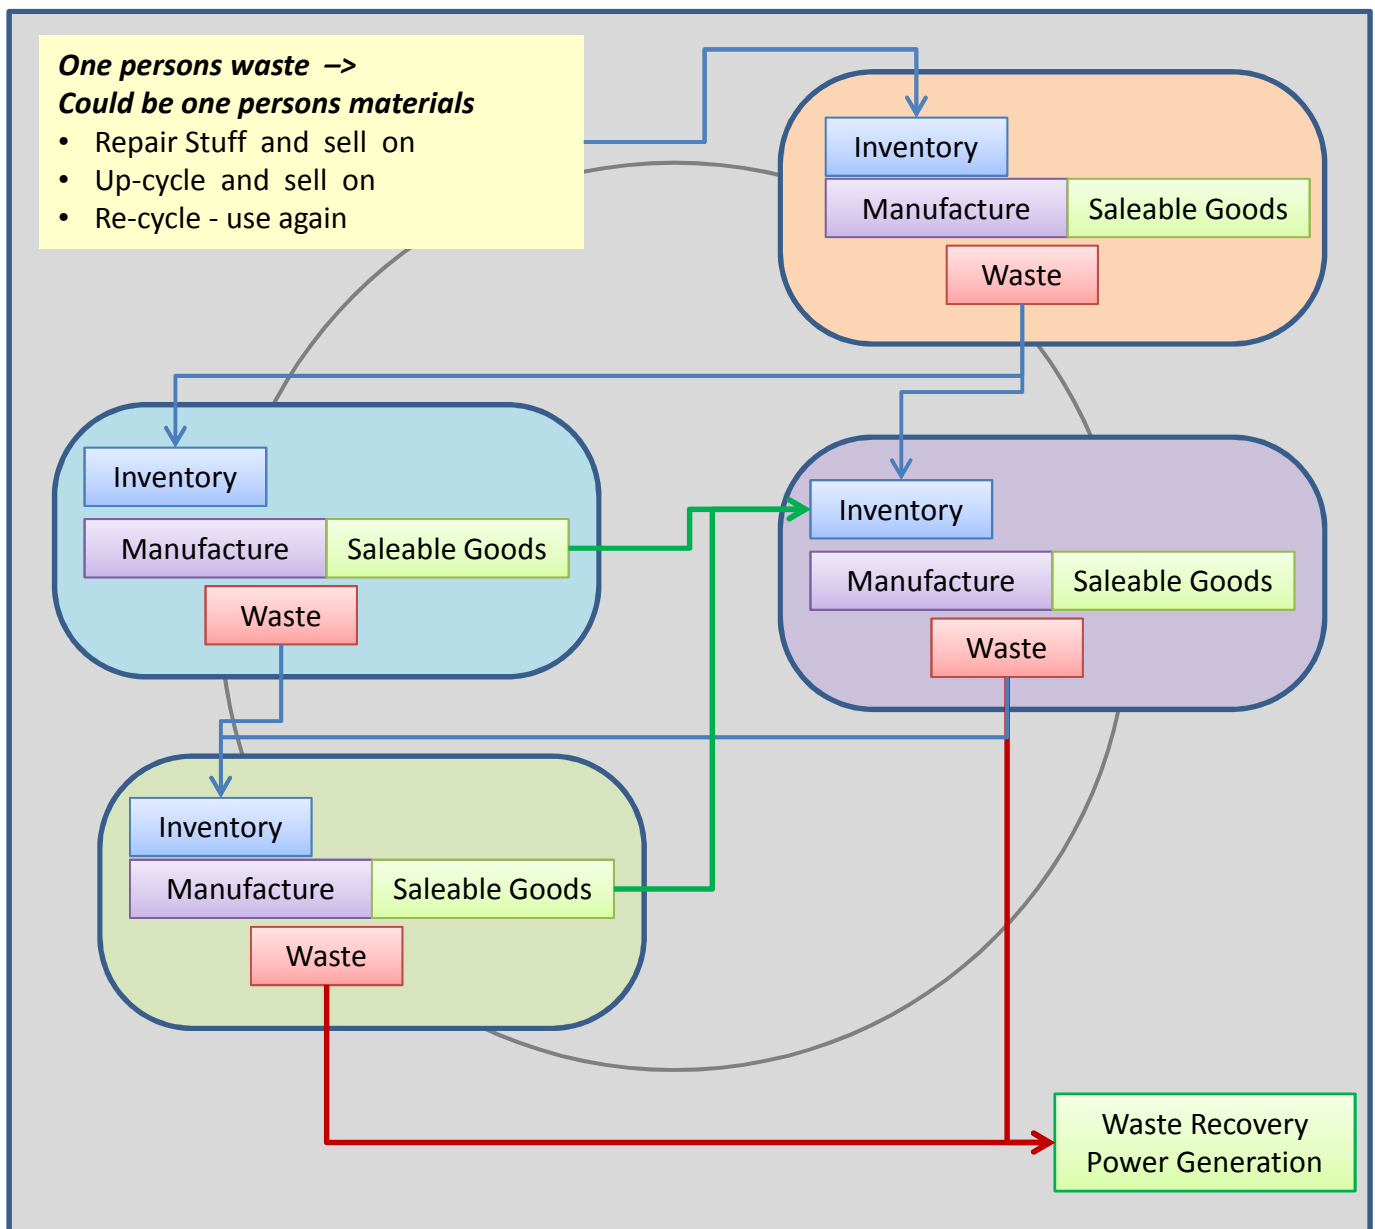 One persons waste –>
Could be one persons materials
• Repair Stuff and sell on
• Up-cycle and sell on
• Re-cycle - use again
Inventory
Manufacture
Saleable Goods
Waste
Inventory
Manufacture
Saleable Goods
Waste
Inventory
Manufacture
Saleable Goods
Waste
Inventory
Manufacture
Saleable Goods
Waste
Waste Recovery
Power Generation